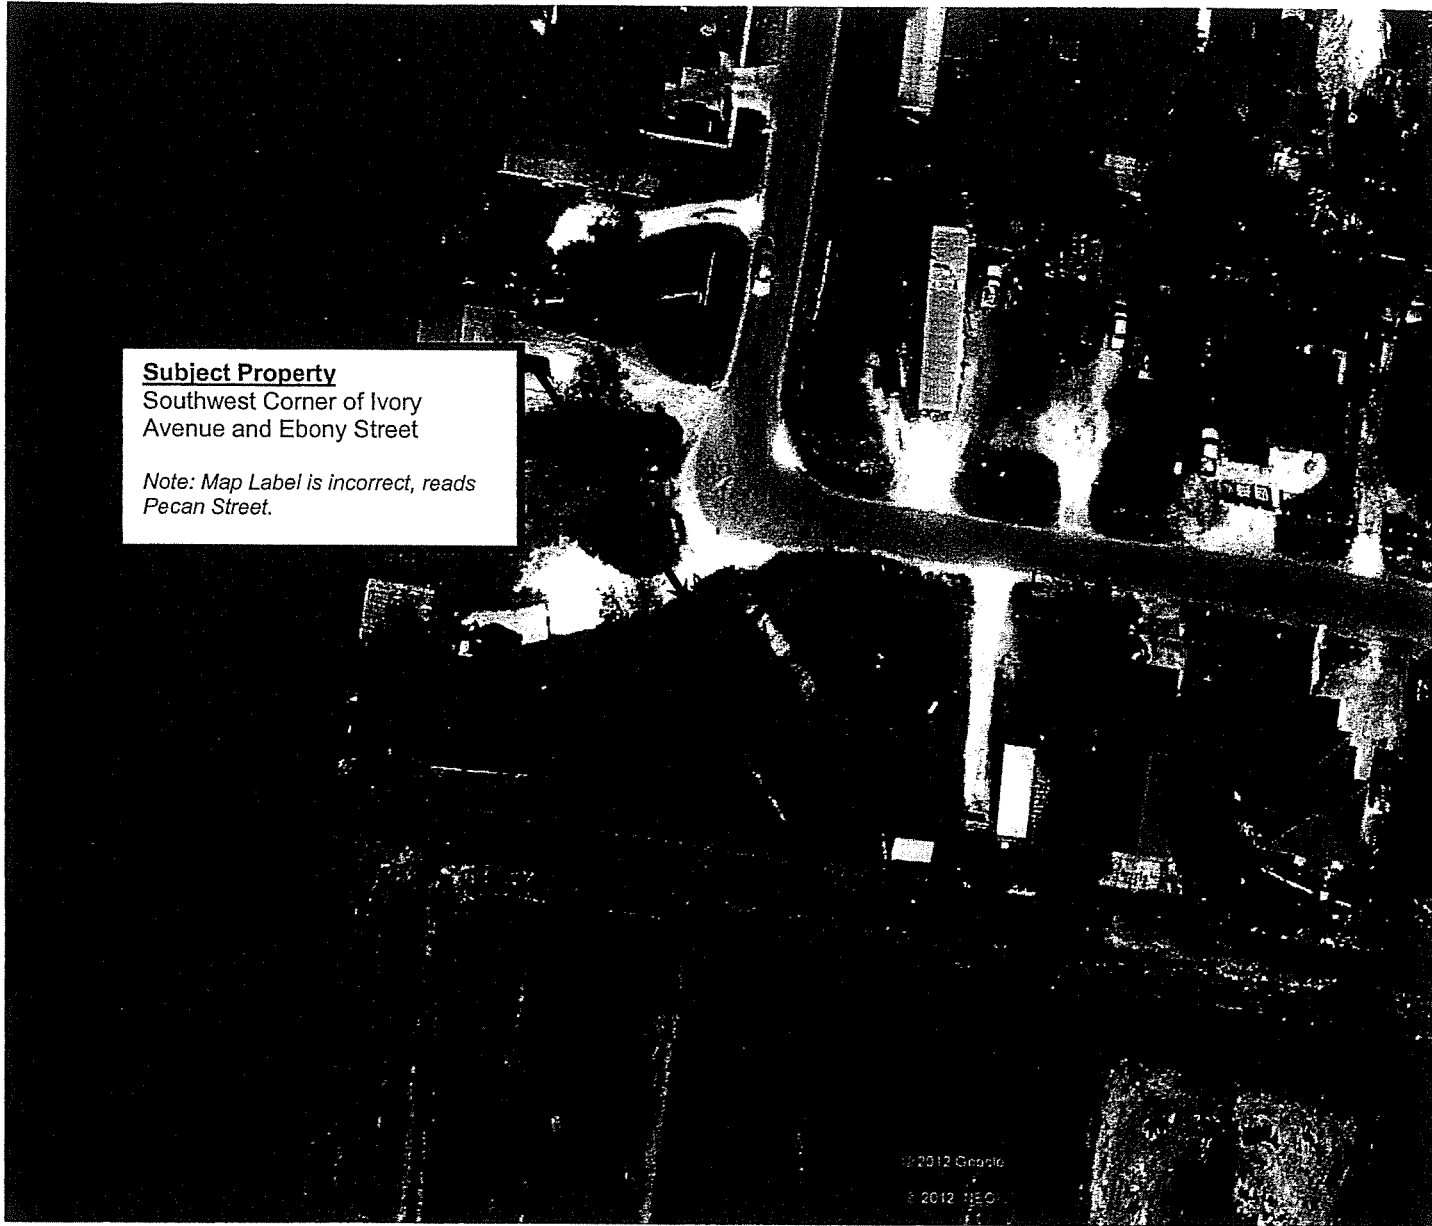 Subject Property
Southwest Corner of Ivory
Avenue and Ebony Street
Note: Map Label is incorrect, reads
Pecan Street.
© 2012 Google
© 2012